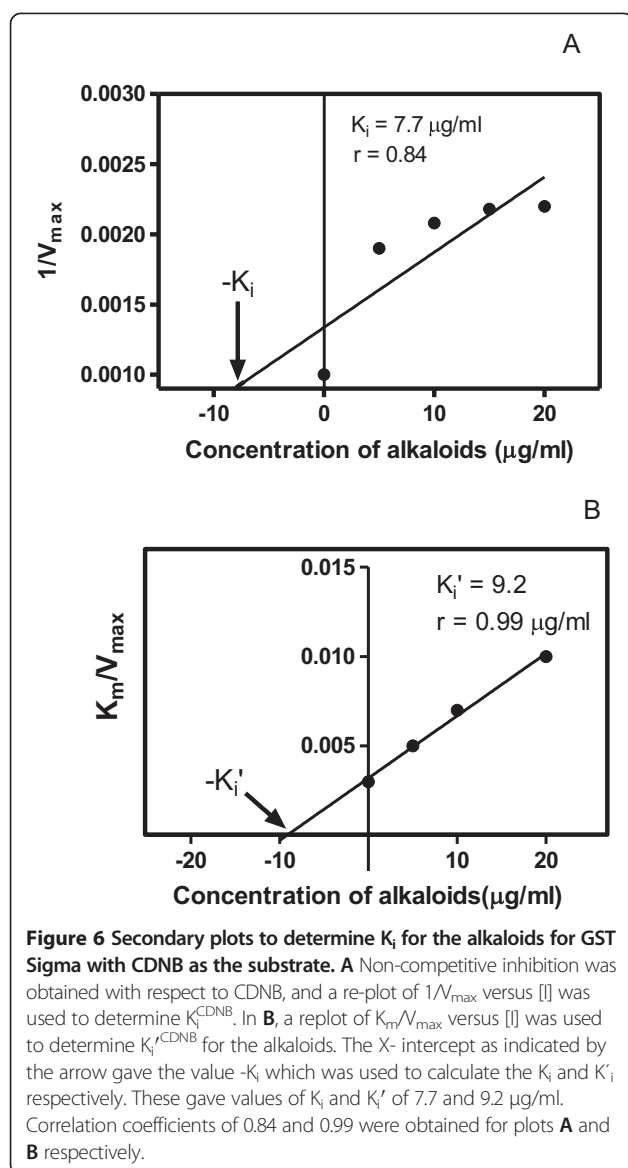 A
0.0030
0.0025
0.0020
0.0015
0.0010
1/Vmax
Ki = 7.7 μg/ml
r = 0.84
-Ki
-10 0 10 20
Concentration of alkaloids (μg/ml)
B
0.015
0.010
0.005
Km/Vmax
Ki' = 9.2
r = 0.99 μg/ml
-Ki'
-20 -10 0 10 20
Concentration of alkaloids(μg/ml)
Figure 6 Secondary plots to determine Ki for the alkaloids for GST
Sigma with CDNB as the substrate. A Non-competitive inhibition was
obtained with respect to CDNB, and a re-plot of 1/Vmax versus [I] was
used to determine KiCDNB. In B, a replot of Km/Vmax versus [I] was used
to determine Ki′CDNB for the alkaloids. The X- intercept as indicated by
the arrow gave the value -Ki which was used to calculate the Ki and K′i
respectively. These gave values of Ki and Ki′ of 7.7 and 9.2 μg/ml.
Correlation coefficients of 0.84 and 0.99 were obtained for plots A and
B respectively.